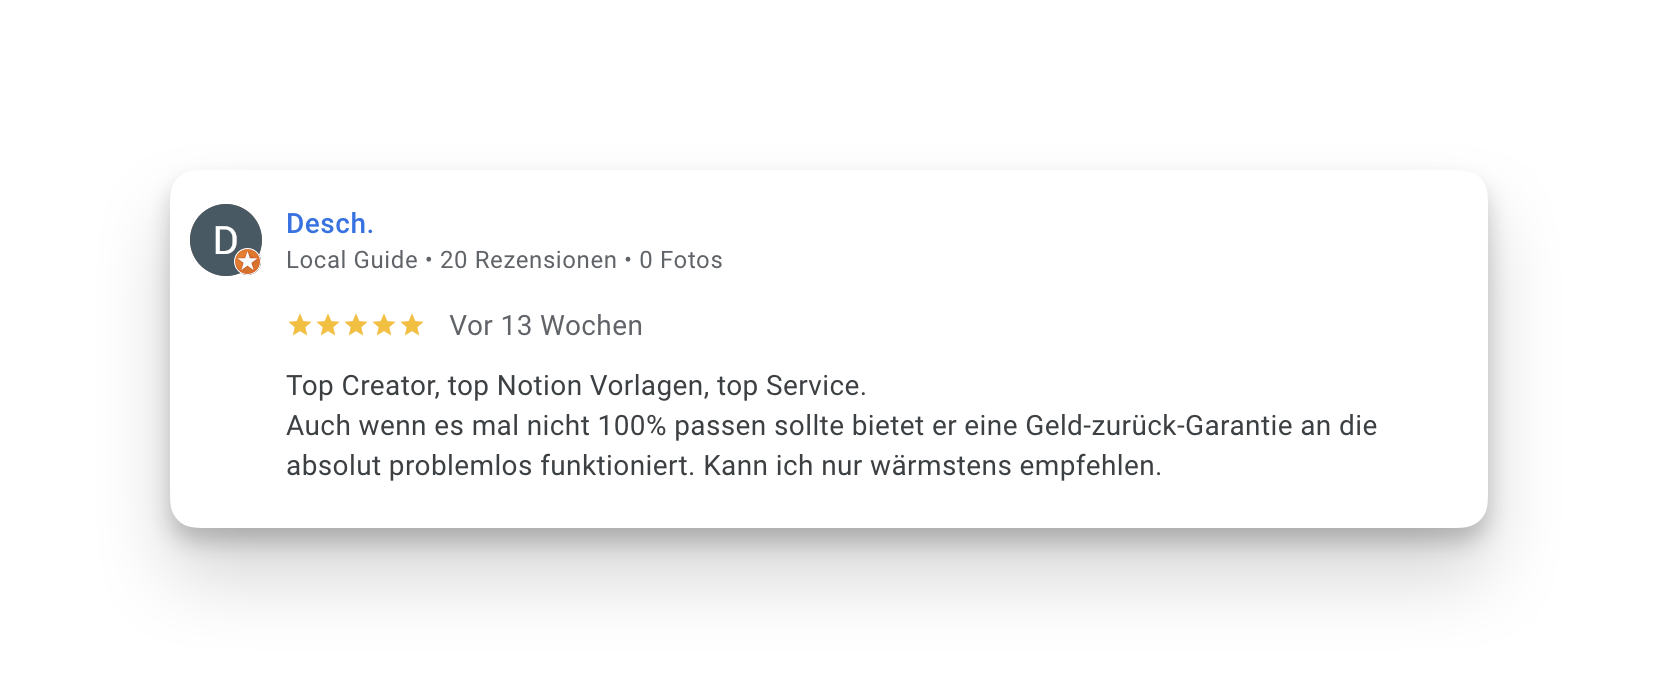 D
Desch.
Local Guide • 20 Rezensionen • 0 Fotos
Vor 13 Wochen
Top Creator, top Notion Vorlagen, top Service.
Auch wenn es mal nicht 100% passen sollte bietet er eine Geld-zurück-Garantie an die
absolut problemlos funktioniert. Kann ich nur wärmstens empfehlen.